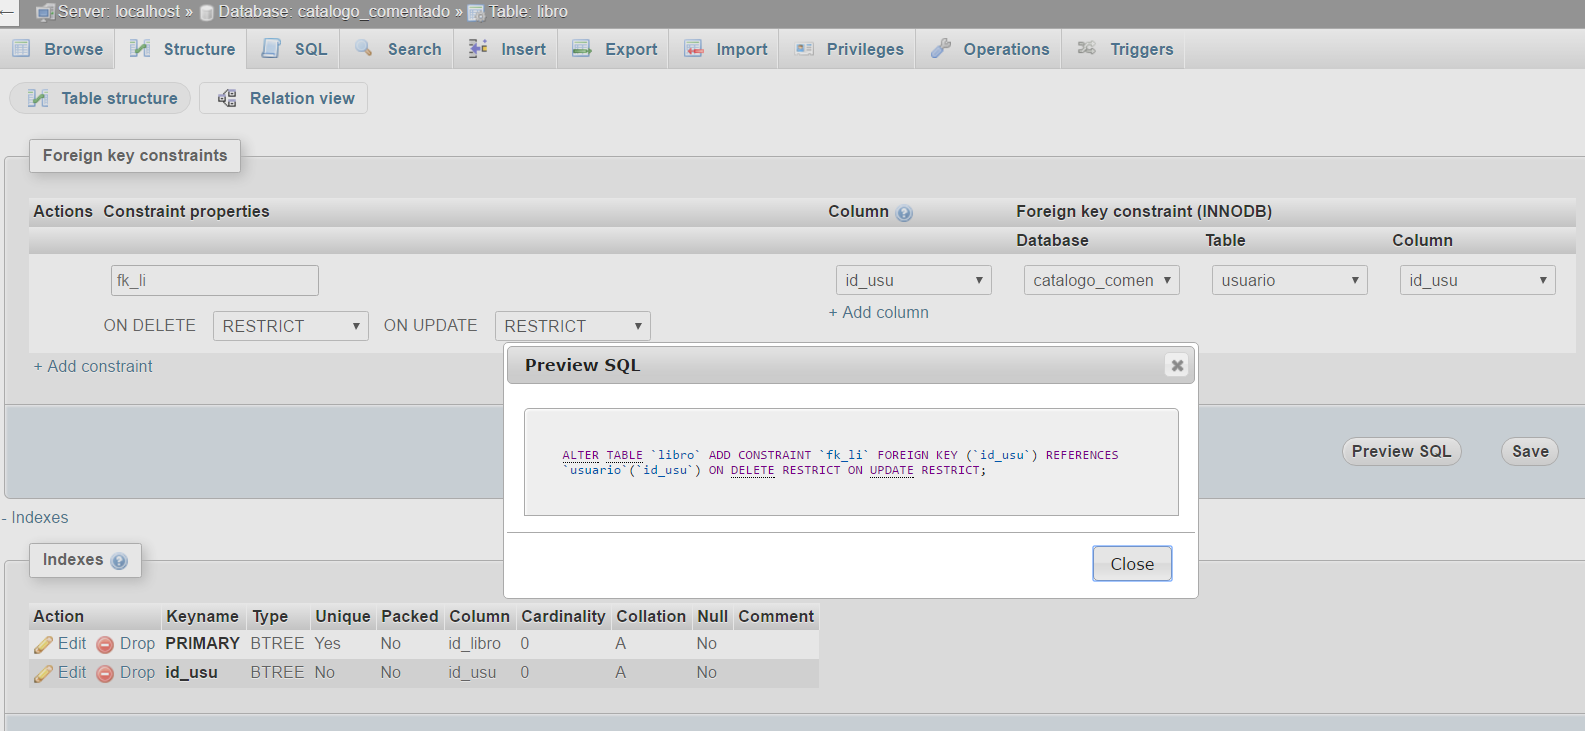 Server: localhost » Database: catalogo_comentado » Table: libro
Browse Structure SQL Search Insert Export Import Privileges Operations Triggers
Table structure Relation view
Foreign key constraints
Actions Constraint properties Column Foreign key constraint (INNODB)
Database Table Column
fk_li id_usu catalogo_comen usuario id_usu
+ Add column
ON DELETE RESTRICT ON UPDATE RESTRICT
+ Add constraint
Preview SQL
ALTER TABLE `libro` ADD CONSTRAINT `fk_li` FOREIGN KEY (`id_usu`) REFERENCES
`usuario`(`id_usu`) ON DELETE RESTRICT ON UPDATE RESTRICT;
Close
Preview SQL Save
- Indexes
Indexes
Action Keyname Type Unique Packed Column Cardinality Collation Null Comment
Edit Drop PRIMARY BTREE Yes No id_libro 0 A No
Edit Drop id_usu BTREE No No id_usu 0 A No